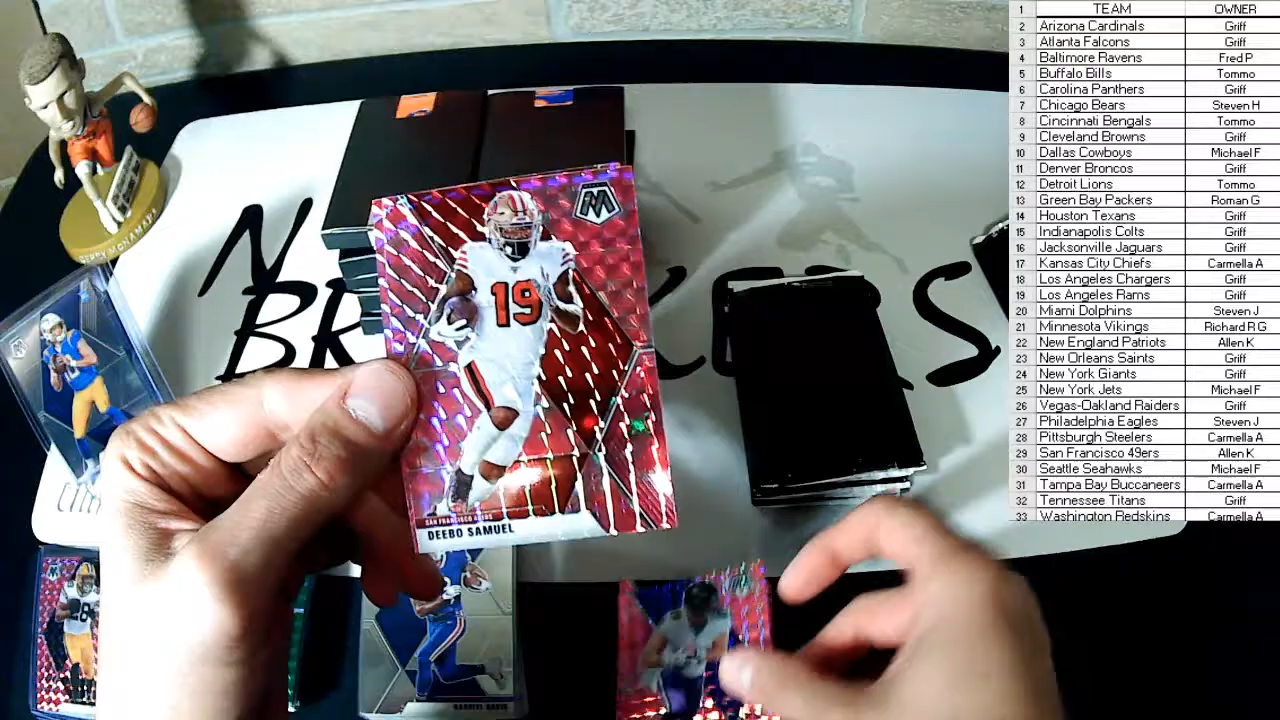 1 TEAM OWNER
2 Arizona Cardinals Griff
3 Atlanta Falcons Griff
4 Baltimore Ravens Fred P
5 Buffalo Bills Tommo
6 Carolina Panthers Griff
7 Chicago Bears Steven H
8 Cincinnati Bengals Tommo
9 Cleveland Browns Griff
10 Dallas Cowboys Michael F
11 Denver Broncos Griff
12 Detroit Lions Tommo
13 Green Bay Packers Roman G
14 Houston Texans Griff
15 Indianapolis Colts Griff
16 Jacksonville Jaguars Griff
17 Kansas City Chiefs Carmella A
18 Los Angeles Chargers Griff
19 Los Angeles Rams Griff
20 Miami Dolphins Steven J
21 Minnesota Vikings Richard R G
22 New England Patriots Allen K
23 New Orleans Saints Griff
24 New York Giants Griff
25 New York Jets Michael F
26 Vegas-Oakland Raiders Griff
27 Philadelphia Eagles Steven J
28 Pittsburgh Steelers Carmella A
29 San Francisco 49ers Allen K
30 Seattle Seahawks Michael F
31 Tampa Bay Buccaneers Carmella A
32 Tennessee Titans Griff
33 Washington Redskins Carmella A
M
19
SAN FRANCISCO 49ERS
DEEBO SAMUEL
GABRIEL DAVIS